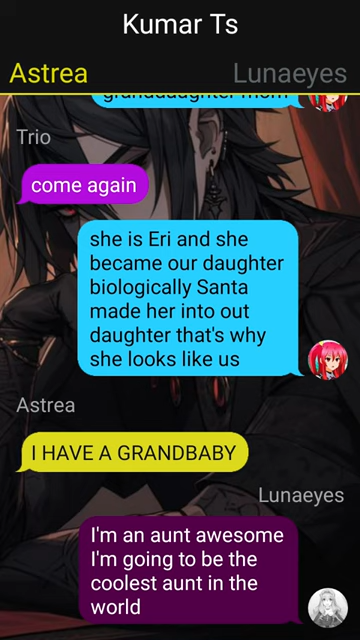 Kumar Ts
Astrea
Lunaeyes
granddaughter mom
Trio
come again
she is Eri and she
became our daughter
biologically Santa
made her into out
daughter that's why
she looks like us
Astrea
I HAVE A GRANDBABY
Lunaeyes
I'm an aunt awesome
I'm going to be the
coolest aunt in the
world